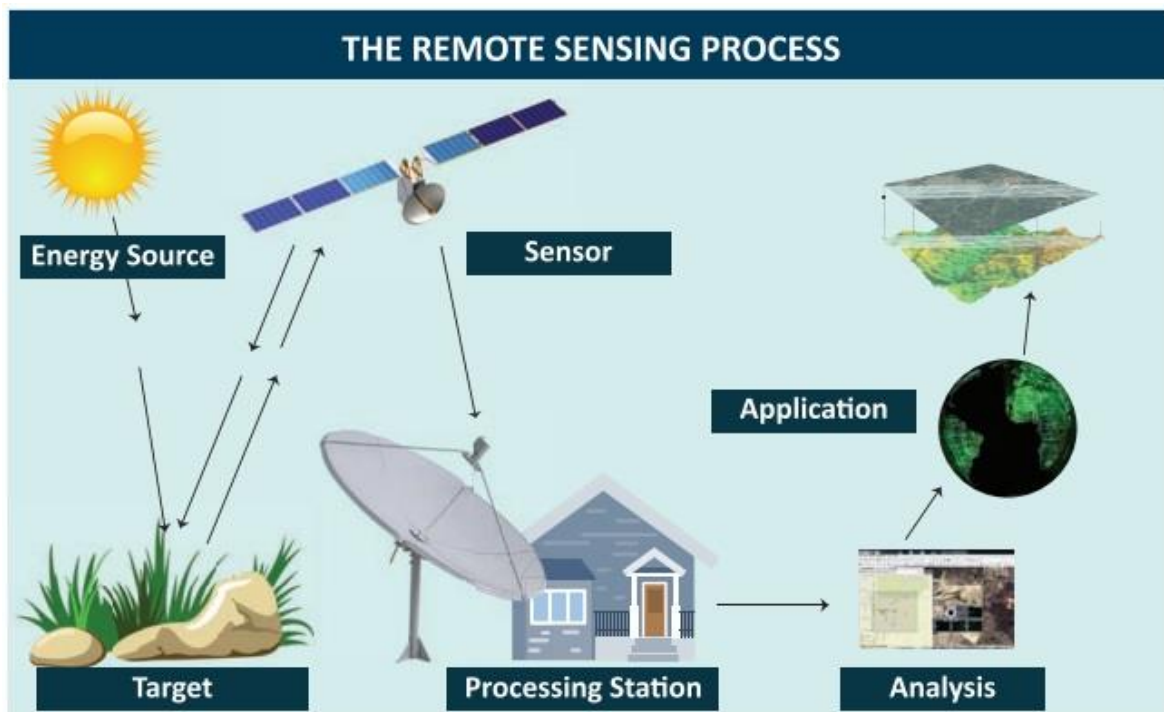 THE REMOTE SENSING PROCESS
Energy Source
Sensor
Application
Target
Processing Station
Analysis